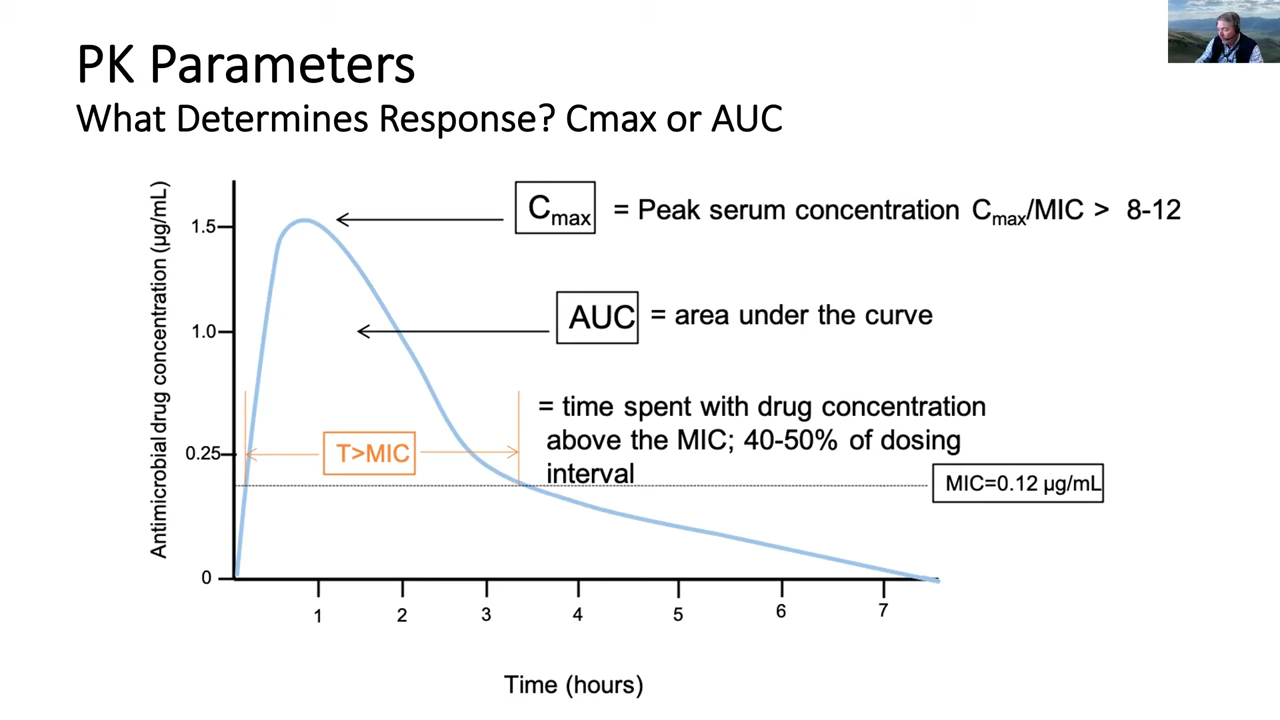 PK Parameters
What Determines Response? Cmax or AUC
Antimicrobial drug concentration (µg/mL)
1.5
1.0
0.25
0
Cmax = Peak serum concentration Cmax/MIC > 8-12
AUC = area under the curve
T>MIC
= time spent with drug concentration
above the MIC; 40-50% of dosing
interval
MIC=0.12 µg/mL
1 2 3 4 5 6 7
Time (hours)